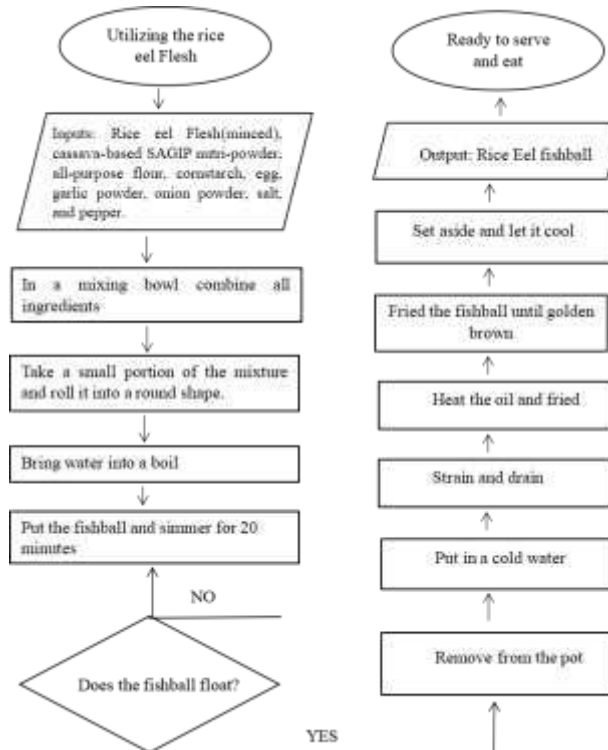 Utilizing the rice
eel Flesh
Inputs: Rice eel Flesh(minced),
cassava-based SAGIP nutri-powder,
all-purpose flour, cornstarch, egg,
garlic powder, onion powder, salt,
and pepper.
In a mixing bowl combine all
ingredients
Take a small portion of the mixture
and roll it into a round shape.
Bring water into a boil
Put the fishball and simmer for 20
minutes
NO
Does the fishball float?
YES
Remove from the pot
Put in a cold water
Strain and drain
Heat the oil and fried
Fried the fishball until golden
brown
Set aside and let it cool
Output: Rice Eel fishball
Ready to serve
and eat